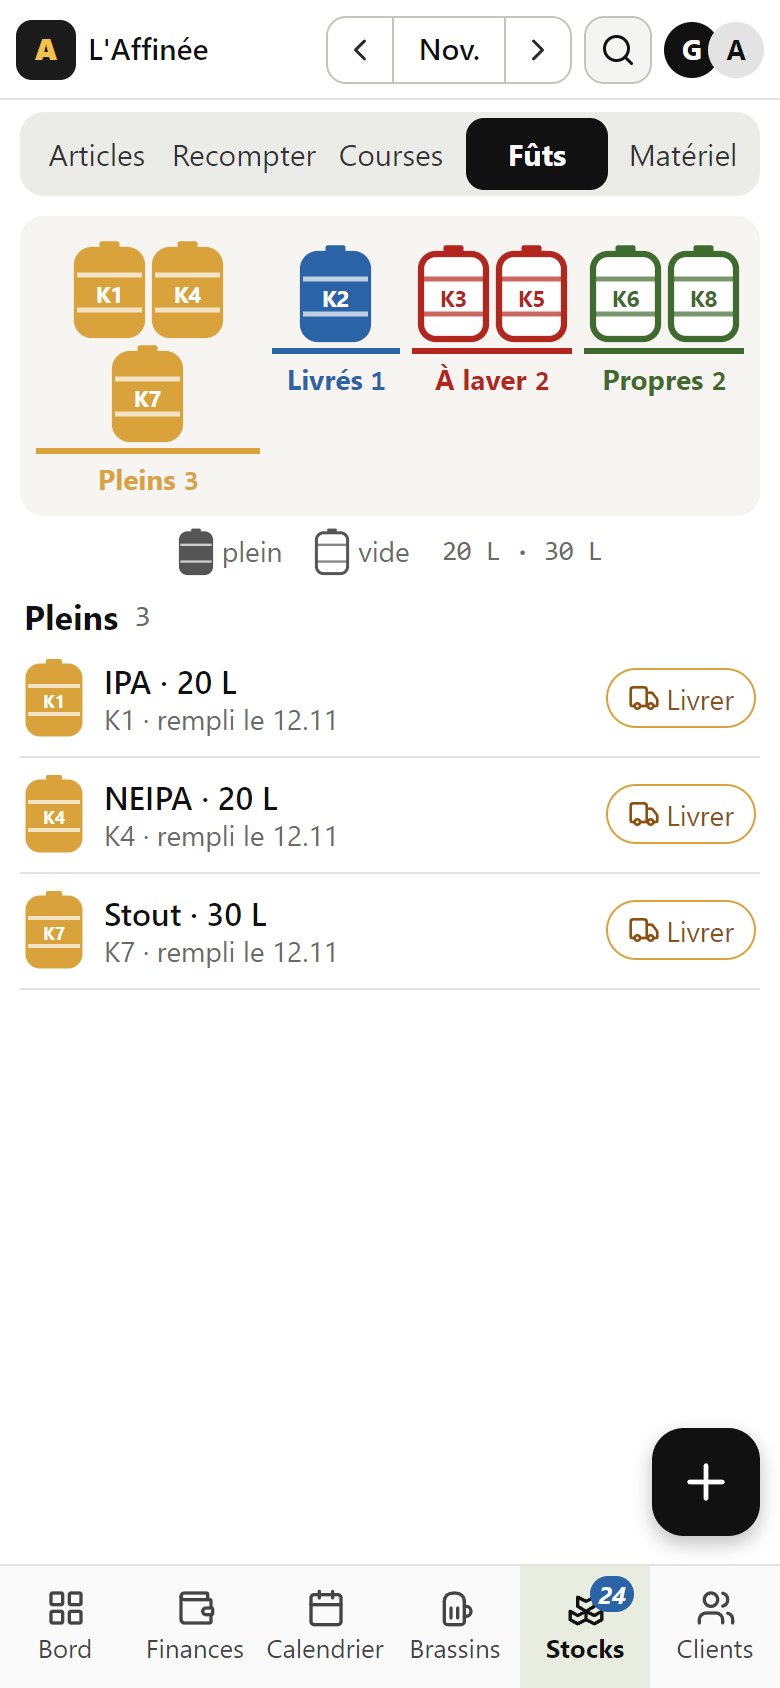 A L'Affinée Nov. G A
Articles Recompter Courses Fûts Matériel
K1 K4 K2 K3 K5 K6 K8
Livrés 1 À laver 2 Propres 2
K7
Pleins 3
plein vide 20 L · 30 L
Pleins 3
K1 IPA · 20 L
K1 · rempli le 12.11 Livrer
K4 NEIPA · 20 L
K4 · rempli le 12.11 Livrer
K7 Stout · 30 L
K7 · rempli le 12.11 Livrer
24
Bord Finances Calendrier Brassins Stocks Clients